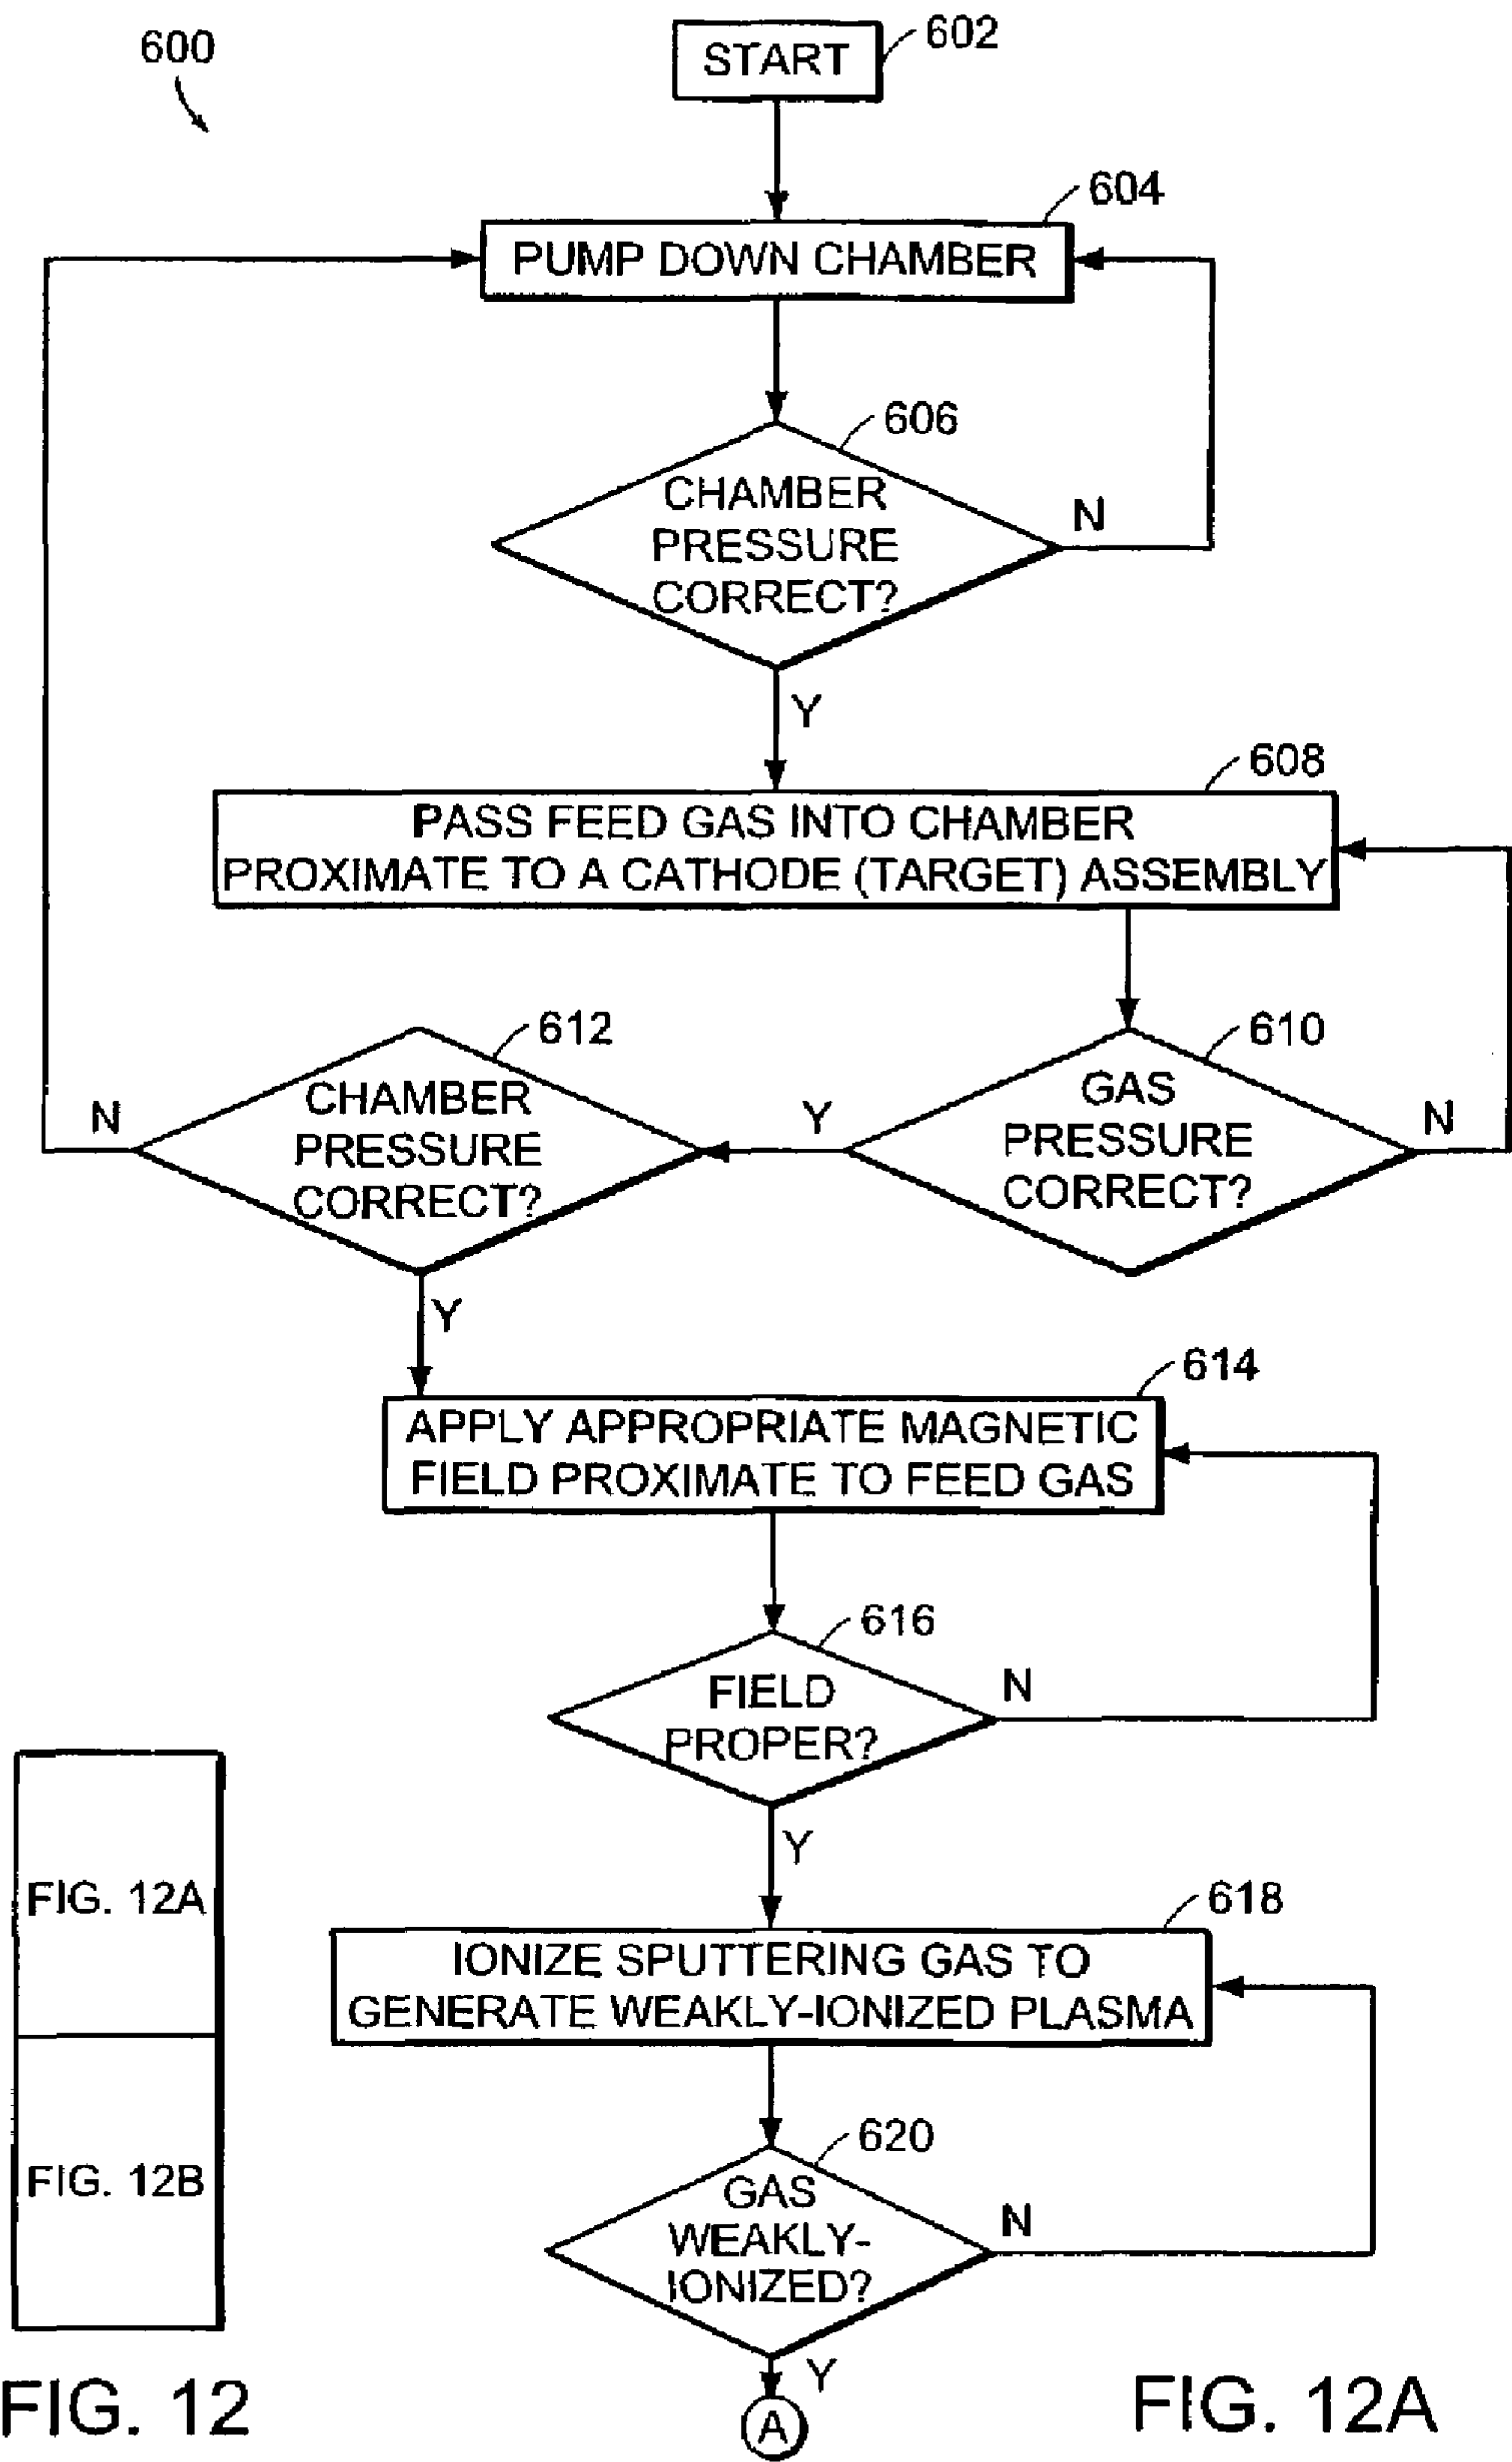 600
START
602
604
PUMP DOWN CHAMBER
606
CHAMBER
PRESSURE
CORRECT?
N
Y
608
PASS FEED GAS INTO CHAMBER
PROXIMATE TO A CATHODE (TARGET) ASSEMBLY
610
GAS
PRESSURE
CORRECT?
N
Y
612
CHAMBER
PRESSURE
CORRECT?
N
Y
614
APPLY APPROPRIATE MAGNETIC
FIELD PROXIMATE TO FEED GAS
616
FIELD
PROPER?
N
Y
618
IONIZE SPUTTERING GAS TO
GENERATE WEAKLY-IONIZED PLASMA
620
GAS
WEAKLY-
IONIZED?
N
Y
A
FIG. 12A
FIG. 12B
FIG. 12
FIG. 12A